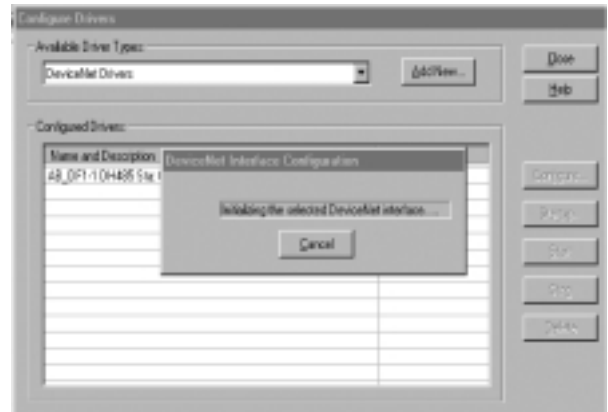 Configure Drivers
Available Driver Types:
DeviceNet Drivers
Add New...
Close
Help
Configured Drivers:
Name and Description
DeviceNet Interface Configuration
AB_DF1-1 DH485 Sta:
Initializing the selected DeviceNet interface....
Cancel
Configure...
Startup...
Start
Stop
Delete